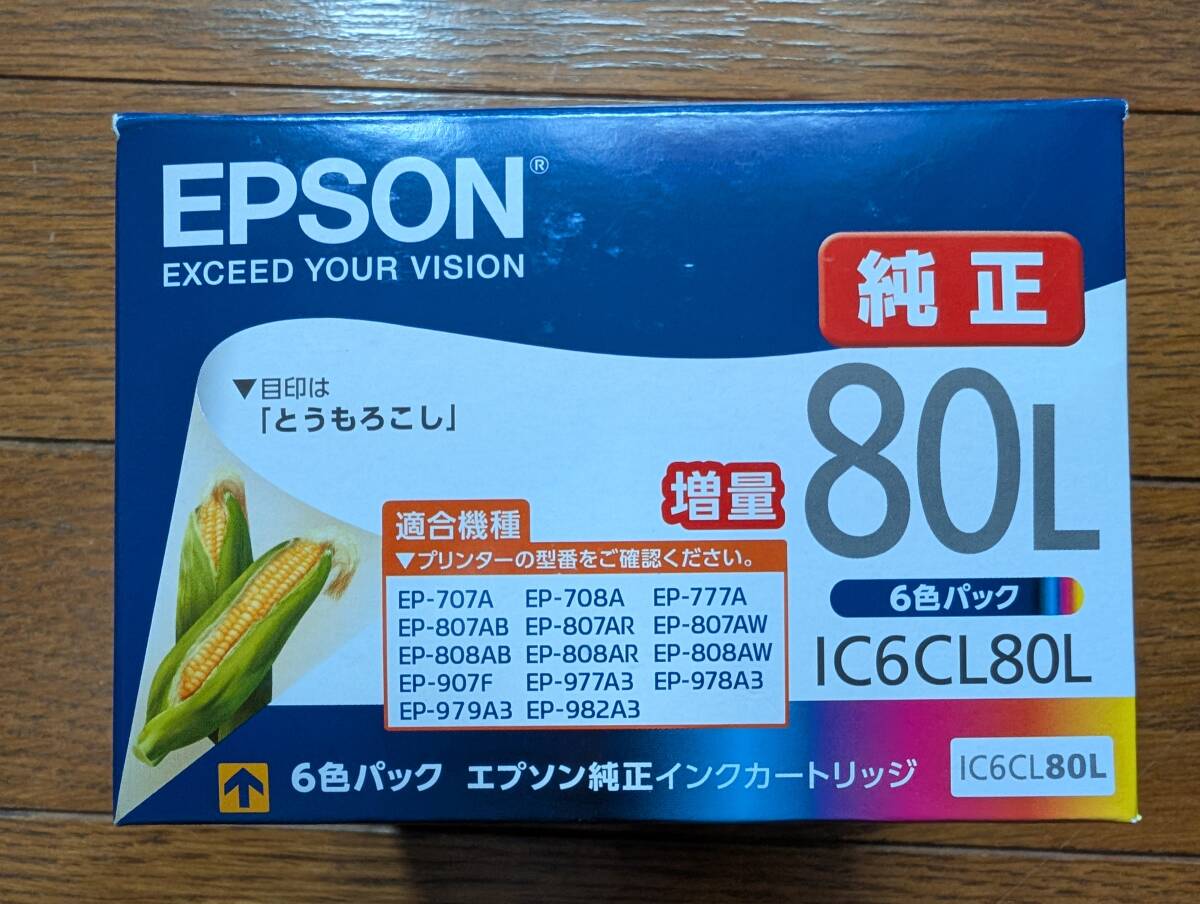 EPSON®
EXCEED YOUR VISION
純正
▼目印は
「とうもろこし」
80L
増量
適合機種
▼プリンターの型番をご確認ください。
EP-707A EP-708A EP-777A
EP-807AB EP-807AR EP-807AW
EP-808AB EP-808AR EP-808AW
EP-907F EP-977A3 EP-978A3
EP-979A3 EP-982A3
6色パック
IC6CL80L
6色パック エプソン純正インクカートリッジ
IC6CL80L